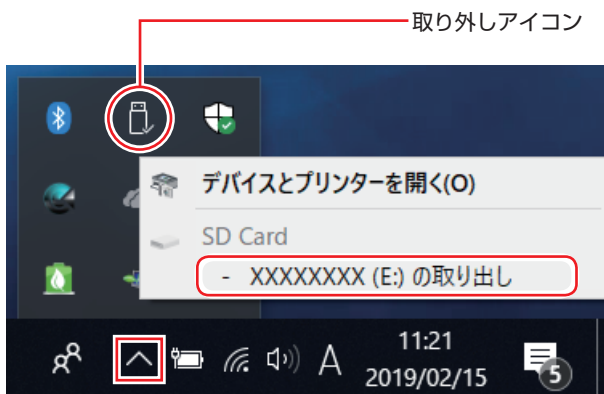 取り外しアイコン
デバイスとプリンターを開く(O)
SD Card
- XXXXXXXX (E:) の取り出し
A
11:21
2019/02/15
5